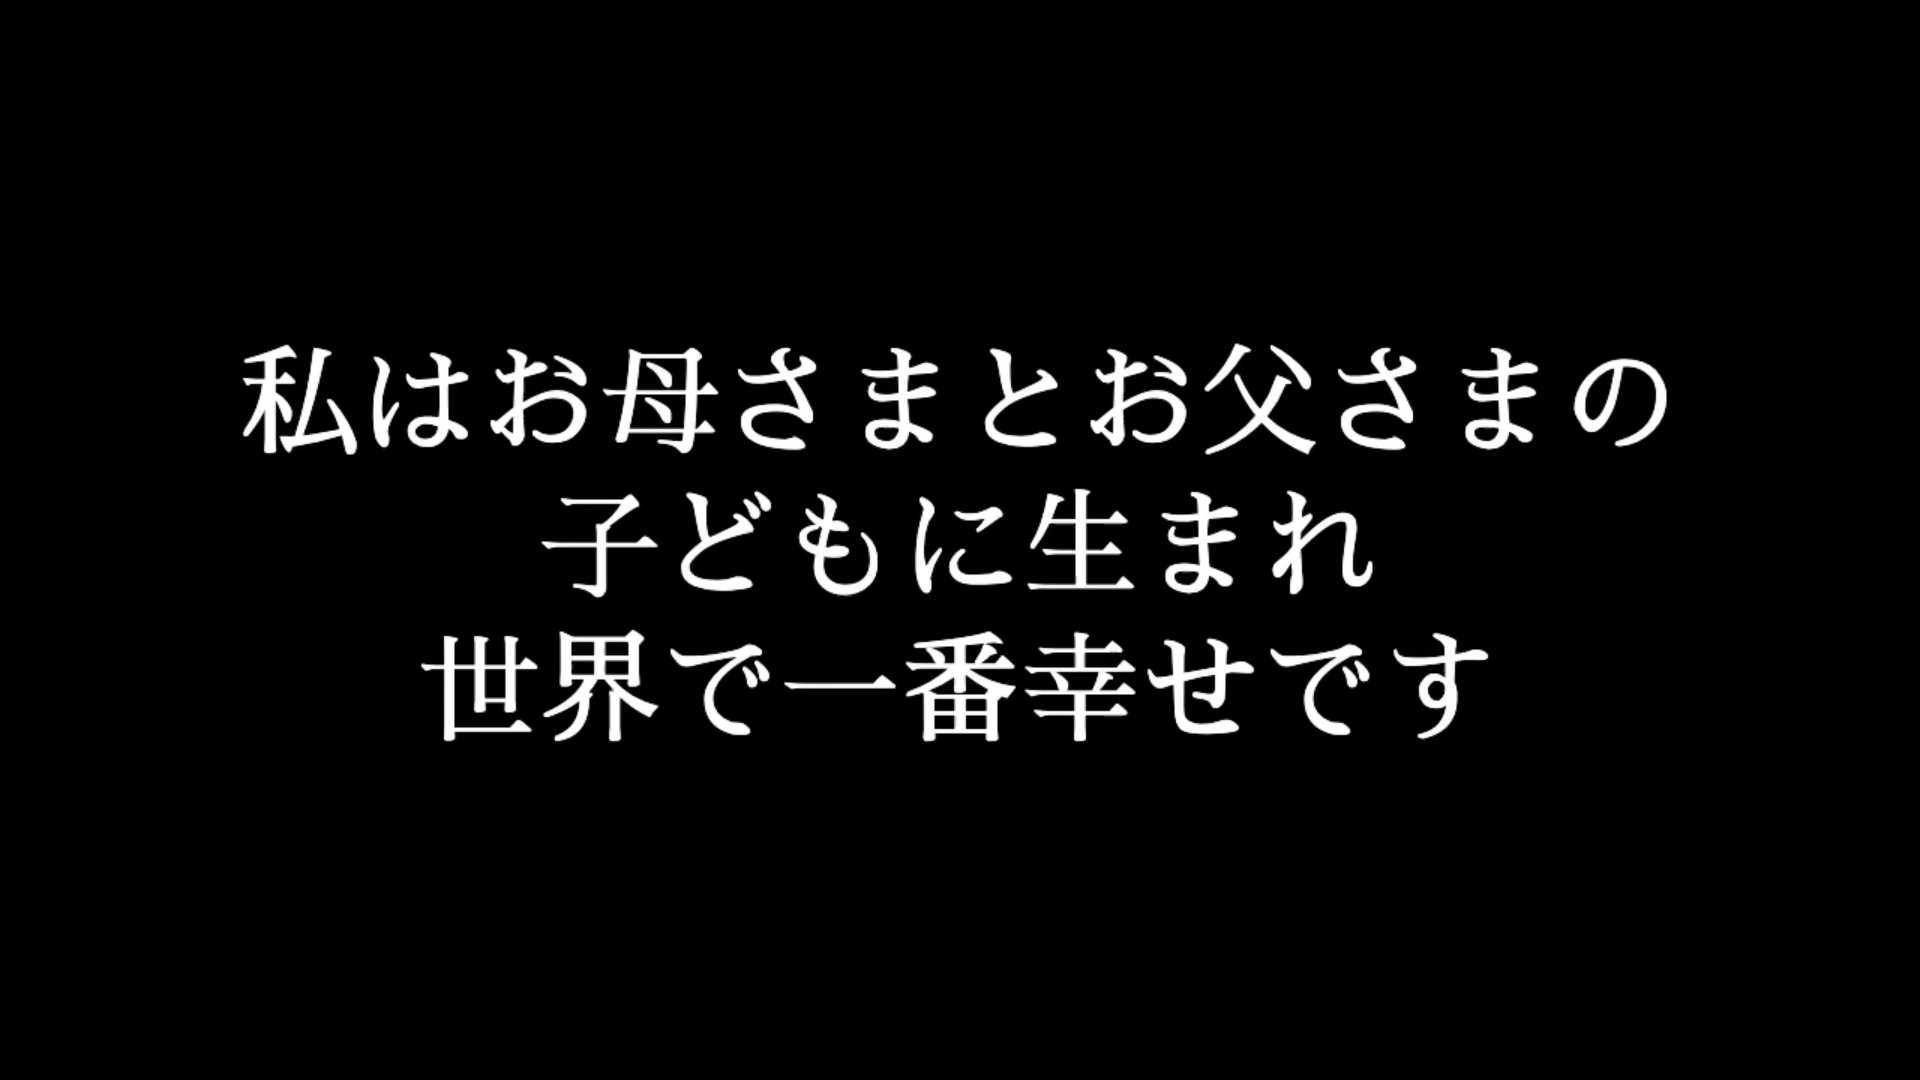 私はお母さまとお父さまの
子どもに生まれ
世界で一番幸せです